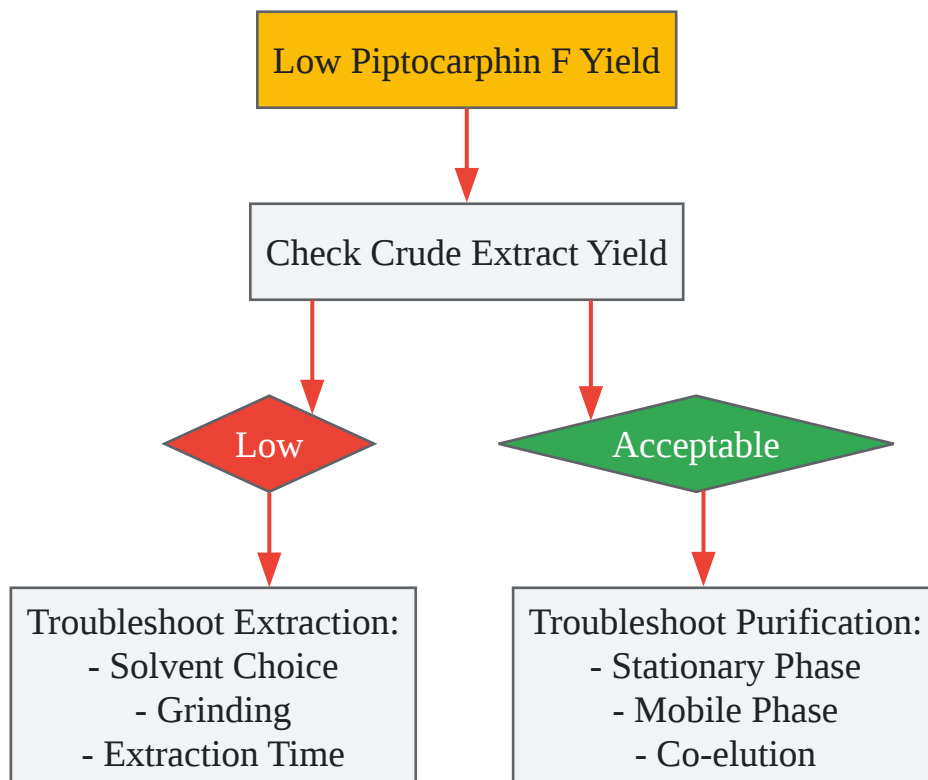 Low Piptocarphin F Yield
Check Crude Extract Yield
Low
Acceptable
Troubleshoot Extraction:
- Solvent Choice
- Grinding
- Extraction Time
Troubleshoot Purification:
- Stationary Phase
- Mobile Phase
- Co-elution